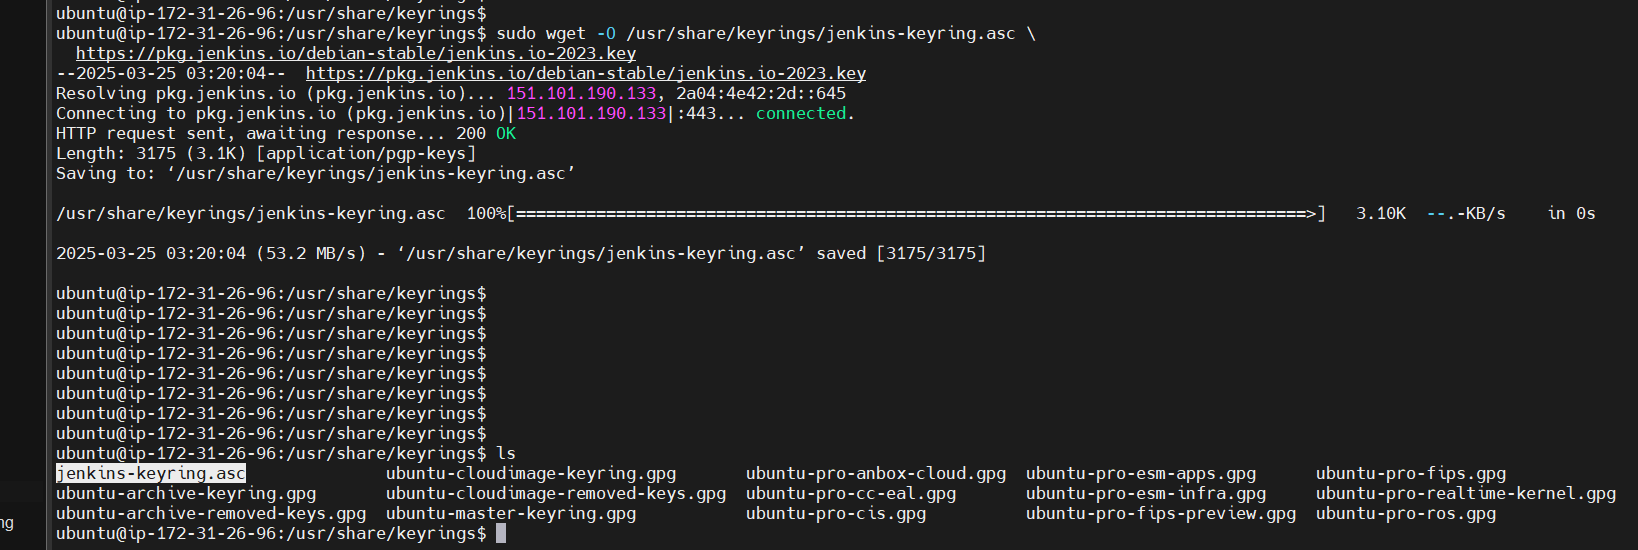 ubuntu@ip-172-31-26-96:/usr/share/keyrings$
ubuntu@ip-172-31-26-96:/usr/share/keyrings$ sudo wget -O /usr/share/keyrings/jenkins-keyring.asc \
https://pkg.jenkins.io/debian-stable/jenkins.io-2023.key
--2025-03-25 03:20:04--  https://pkg.jenkins.io/debian-stable/jenkins.io-2023.key
Resolving pkg.jenkins.io (pkg.jenkins.io)... 151.101.190.133, 2a04:4e42:2d::645
Connecting to pkg.jenkins.io (pkg.jenkins.io)|151.101.190.133|:443... connected.
HTTP request sent, awaiting response... 200 OK
Length: 3175 (3.1K) [application/pgp-keys]
Saving to: ‘/usr/share/keyrings/jenkins-keyring.asc’
/usr/share/keyrings/jenkins-keyring.asc  100%[===============================================================================>]   3.10K  --.-KB/s    in 0s
2025-03-25 03:20:04 (53.2 MB/s) - ‘/usr/share/keyrings/jenkins-keyring.asc’ saved [3175/3175]
ubuntu@ip-172-31-26-96:/usr/share/keyrings$
ubuntu@ip-172-31-26-96:/usr/share/keyrings$
ubuntu@ip-172-31-26-96:/usr/share/keyrings$
ubuntu@ip-172-31-26-96:/usr/share/keyrings$
ubuntu@ip-172-31-26-96:/usr/share/keyrings$
ubuntu@ip-172-31-26-96:/usr/share/keyrings$
ubuntu@ip-172-31-26-96:/usr/share/keyrings$
ubuntu@ip-172-31-26-96:/usr/share/keyrings$
ubuntu@ip-172-31-26-96:/usr/share/keyrings$ ls
jenkins-keyring.asc              ubuntu-cloudimage-keyring.gpg       ubuntu-pro-anbox-cloud.gpg  ubuntu-pro-esm-apps.gpg      ubuntu-pro-fips.gpg
ubuntu-archive-keyring.gpg       ubuntu-cloudimage-removed-keys.gpg  ubuntu-pro-cc-eal.gpg       ubuntu-pro-esm-infra.gpg     ubuntu-pro-realtime-kernel.gpg
ubuntu-archive-removed-keys.gpg  ubuntu-master-keyring.gpg           ubuntu-pro-cis.gpg          ubuntu-pro-fips-preview.gpg  ubuntu-pro-ros.gpg
ubuntu@ip-172-31-26-96:/usr/share/keyrings$
ng